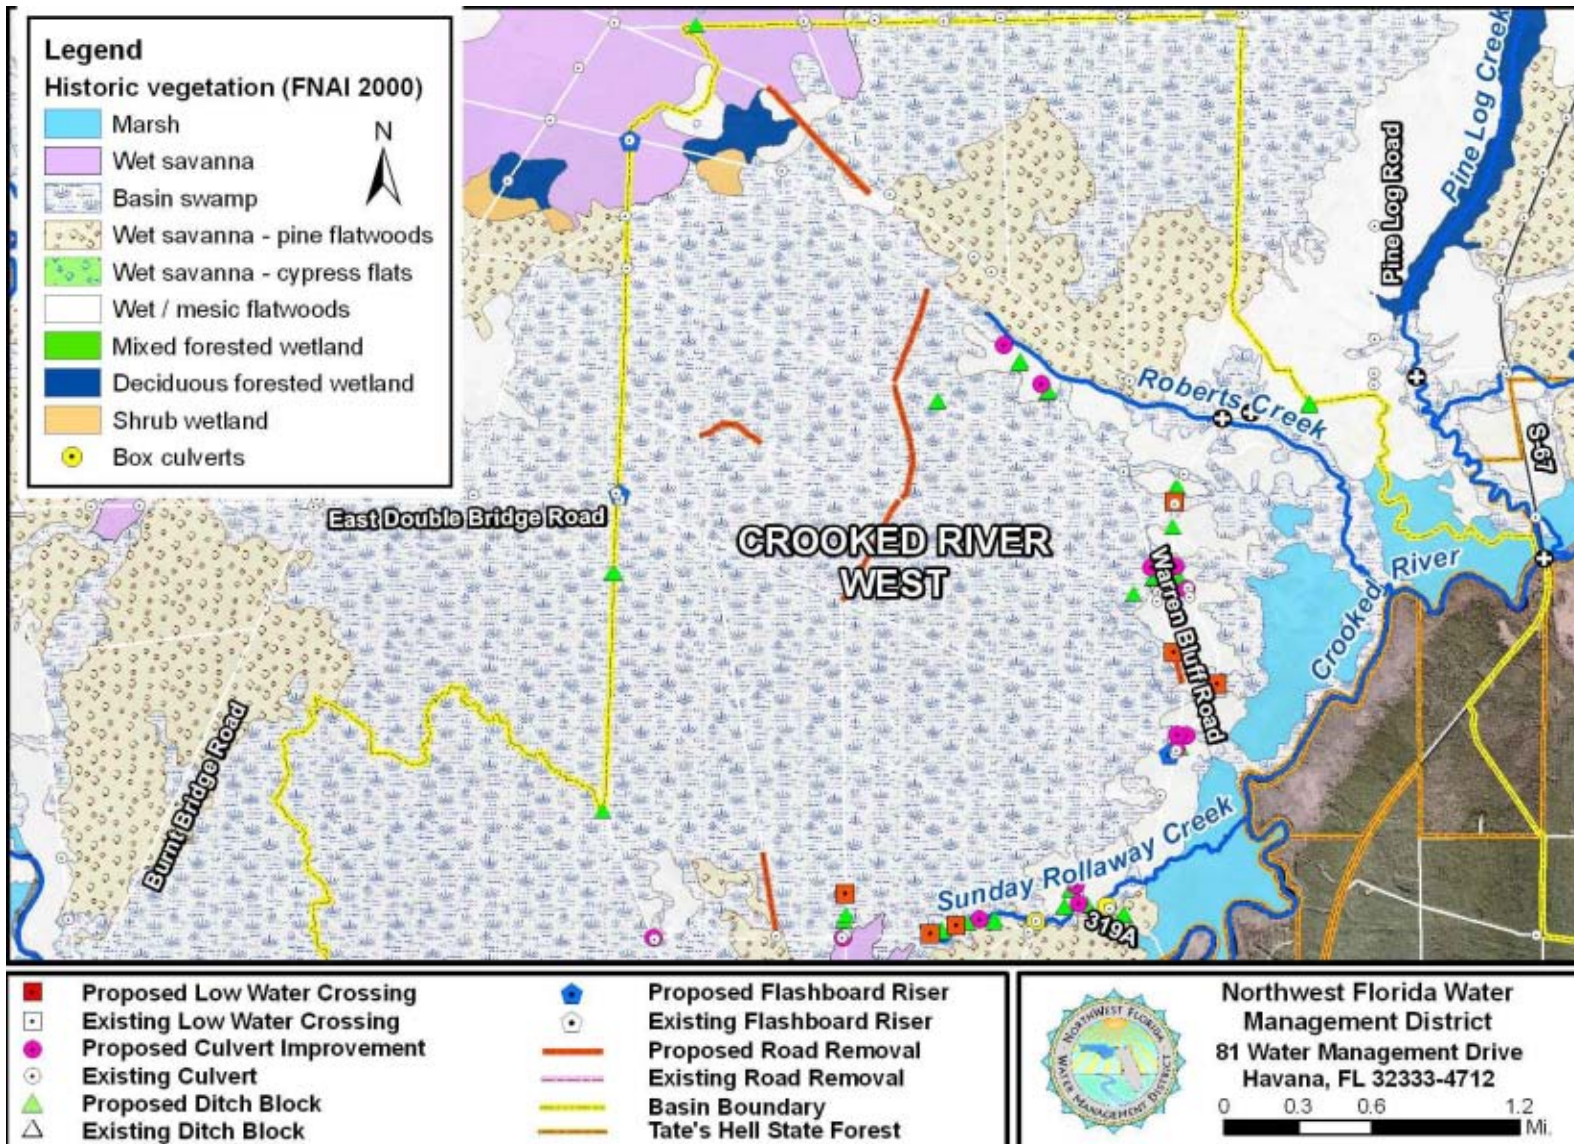 Legend
Historic vegetation (FNAI 2000)
Marsh
Wet savanna
Basin swamp
Wet savanna - pine flatwoods
Wet savanna - cypress flats
Wet / mesic flatwoods
Mixed forested wetland
Deciduous forested wetland
Shrub wetland
Box culverts
N
Pine Log Creek
Pine Log Road
Roberts Creek
S-67
East Double Bridge Road
CROOKED RIVER
WEST
Warren Bluff Road
Crooked River
Burnt Bridge Road
Sunday Rollaway Creek
319A
Proposed Low Water Crossing
Existing Low Water Crossing
Proposed Culvert Improvement
Existing Culvert
Proposed Ditch Block
Existing Ditch Block
Proposed Flashboard Riser
Existing Flashboard Riser
Proposed Road Removal
Existing Road Removal
Basin Boundary
Tate's Hell State Forest
NORTHWEST FLORIDA
WATER MANAGEMENT DISTRICT
Northwest Florida Water
Management District
81 Water Management Drive
Havana, FL 32333-4712
0 0.3 0.6 1.2
Mi.